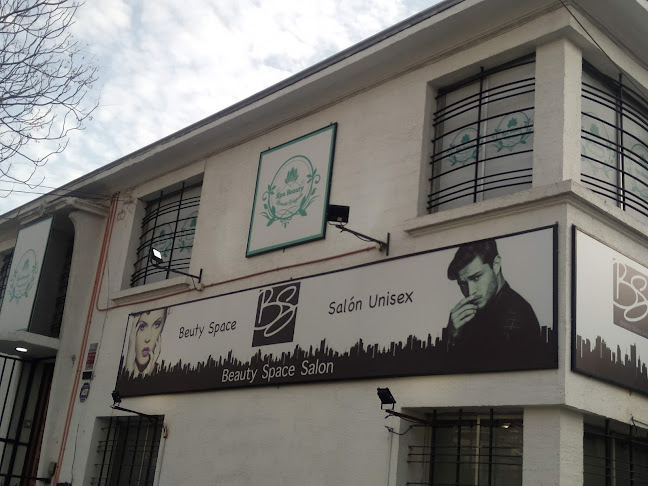 Spa Beauty
Beuty Space
BS
Salón Unisex
Beauty Space Salon
BS